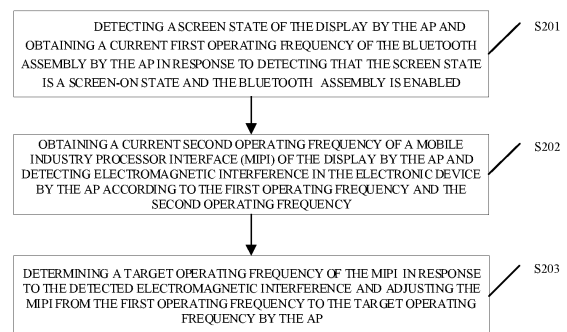 DETECTING A SCREEN STATE OF THE DISPLAY BY THE AP AND
OBTAINING A CURRENT FIRST OPERATING FREQUENCY OF THE BLUETOOTH
ASSEMBLY BY THE AP IN RESPONSE TO DETECTING THAT THE SCREEN STATE
IS A SCREEN-ON STATE AND THE BLUETOOTH ASSEMBLY IS ENABLED
S201
OBTAINING A CURRENT SECOND OPERATING FREQUENCY OF A MOBILE
INDUSTRY PROCESSOR INTERFACE (MIPI) OF THE DISPLAY BY THE AP AND
DETECTING ELECTROMAGNETIC INTERFERENCE IN THE ELECTRONIC DEVICE
BY THE AP ACCORDING TO THE FIRST OPERATING FREQUENCY AND THE
SECOND OPERATING FREQUENCY
S202
DETERMINING A TARGET OPERATING FREQUENCY OF THE MIPI IN RESPONSE
TO THE DETECTED ELECTROMAGNETIC INTERFERENCE AND ADJUSTING THE
MIPI FROM THE FIRST OPERATING FREQUENCY TO THE TARGET OPERATING
FREQUENCY BY THE AP
S203